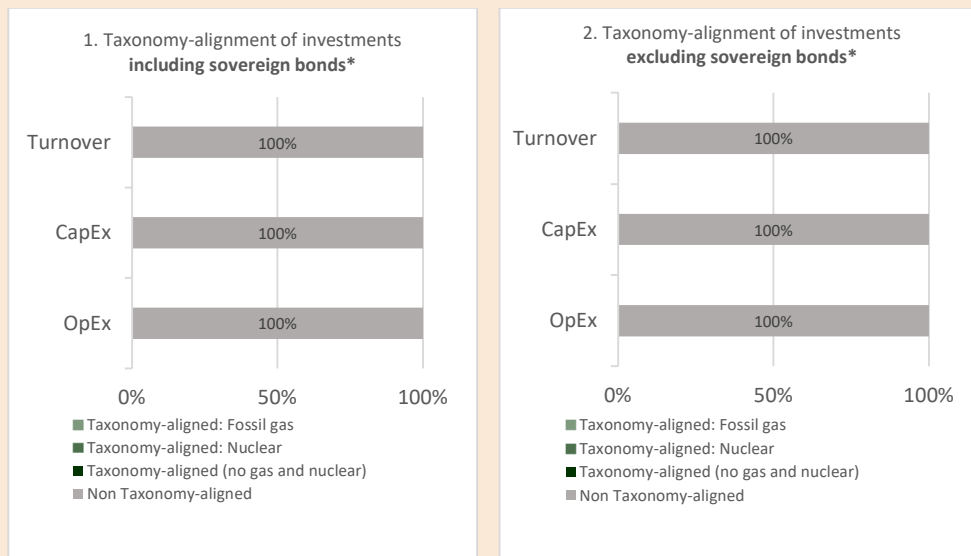 1. Taxonomy-alignment of investments
including sovereign bonds*
Turnover
100%
CapEx
100%
OpEx
100%
0%
50%
100%
Taxonomy-aligned: Fossil gas
Taxonomy-aligned: Nuclear
Taxonomy-aligned (no gas and nuclear)
Non Taxonomy-aligned
2. Taxonomy-alignment of investments
excluding sovereign bonds*
Turnover
100%
CapEx
100%
OpEx
100%
0%
50%
100%
Taxonomy-aligned: Fossil gas
Taxonomy-aligned: Nuclear
Taxonomy-aligned (no gas and nuclear)
Non Taxonomy-aligned